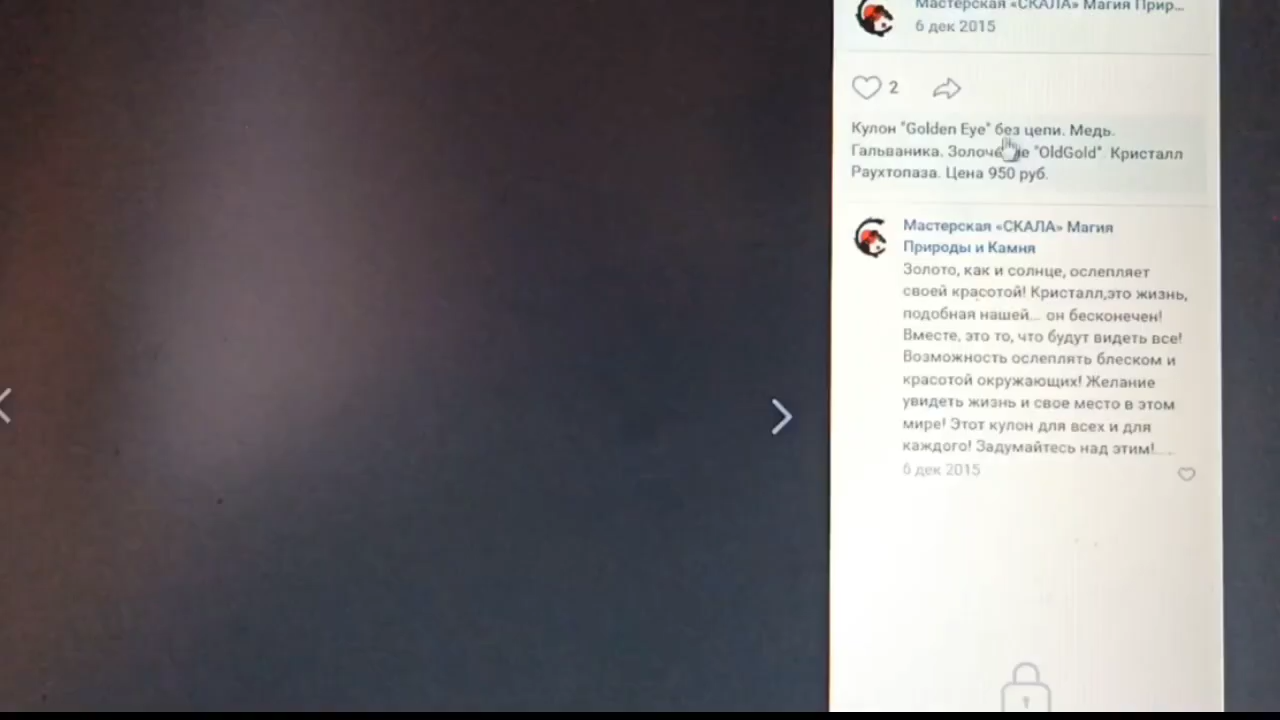 Мастерская «СКАЛА» Магия Прир...
6 дек 2015
2
Кулон "Golden Eye" без цепи. Медь.
Гальваника. "OldGold". Кристалл
Раухтопаза. Цена 950 руб.
Мастерская «СКАЛА» Магия
Природы и Камня
Золото, как и солнце, ослепляет
своей красотой! Кристалл,это жизнь,
подобная нашей... он бесконечен!
Вместе, это то, что будут видеть все!
Возможность ослеплять блеском и
красотой окружающих! Желание
увидеть жизнь и свое место в этом
мире! Этот кулон для всех и для
каждого! Задумайтесь над этим!.....
6 дек 2015